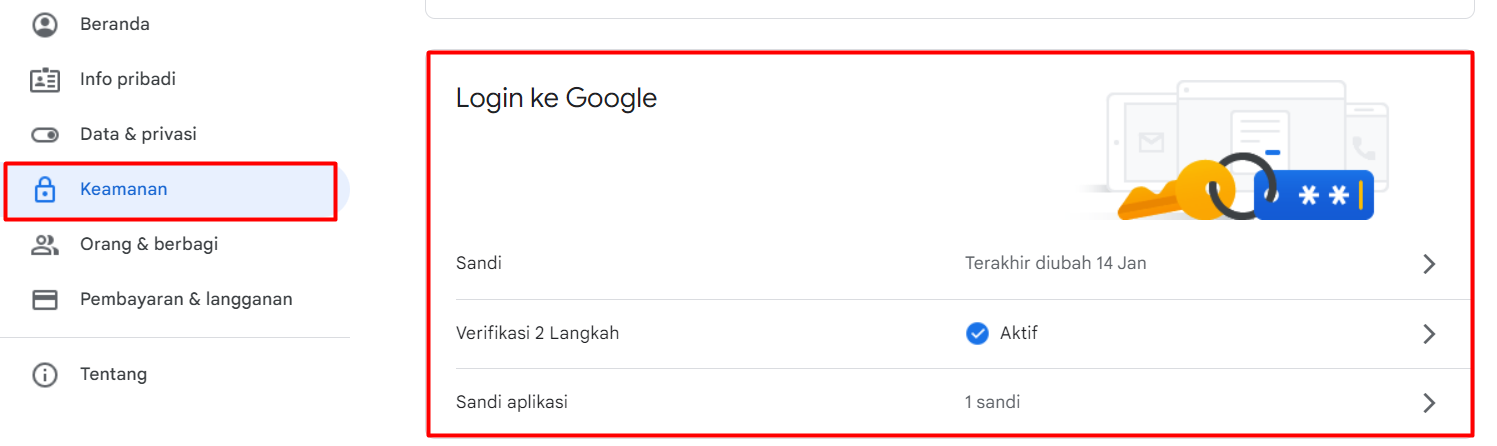 Beranda
Info pribadi
Data & privasi
Keamanan
Orang & berbagi
Pembayaran & langganan
Tentang
Login ke Google
**
Sandi
Terakhir diubah 14 Jan
Verifikasi 2 Langkah
Aktif
Sandi aplikasi
1 sandi